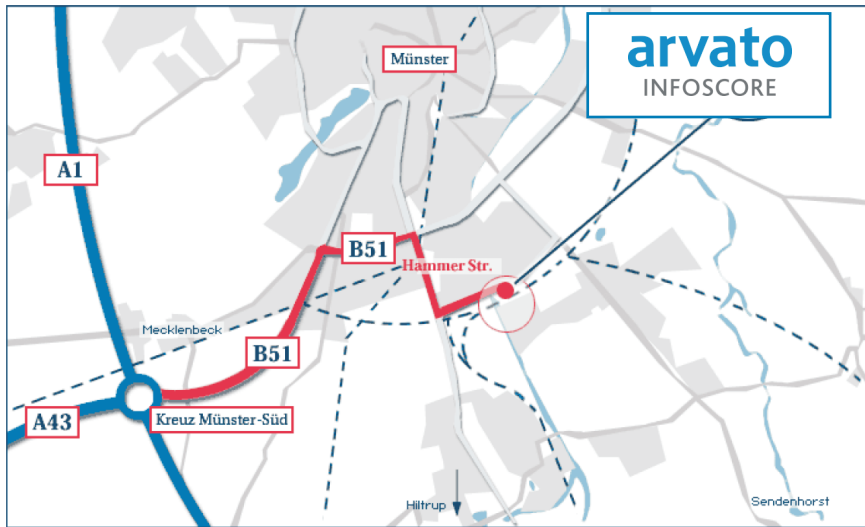 arvato
INFOSCORE
Münster
A1
B51
Hammer Str.
Mecklenbeck
B51
A43
Kreuz Münster-Süd
Hiltrup
Sendenhorst